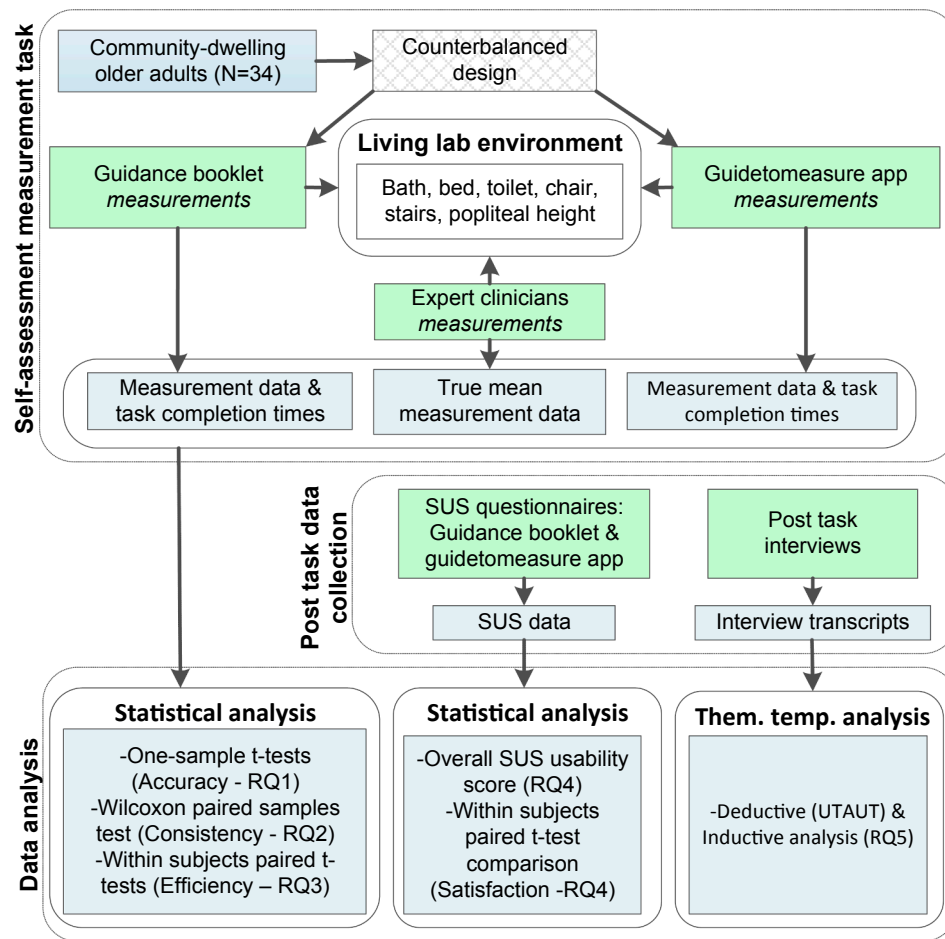 Self-assessment measurement task
Community-dwelling
older adults (N=34)
Counterbalanced
design
Guidance booklet
measurements
Living lab environment
Bath, bed, toilet, chair,
stairs, popliteal height
Guidetomeasure app
measurements
Expert clinicians
measurements
Measurement data &
task completion times
True mean
measurement data
Measurement data & task
completion times
Post task data
collection
SUS questionnaires:
Guidance booklet &
guidetomeasure app
Post task
interviews
SUS data
Interview transcripts
Data analysis
Statistical analysis
-One-sample t-tests
(Accuracy - RQ1)
-Wilcoxon paired samples
test (Consistency - RQ2)
-Within subjects paired t-
tests (Efficiency – RQ3)
Statistical analysis
-Overall SUS usability
score (RQ4)
-Within subjects
paired t-test
comparison
(Satisfaction -RQ4)
Them. temp. analysis
-Deductive (UTAUT) &
Inductive analysis (RQ5)